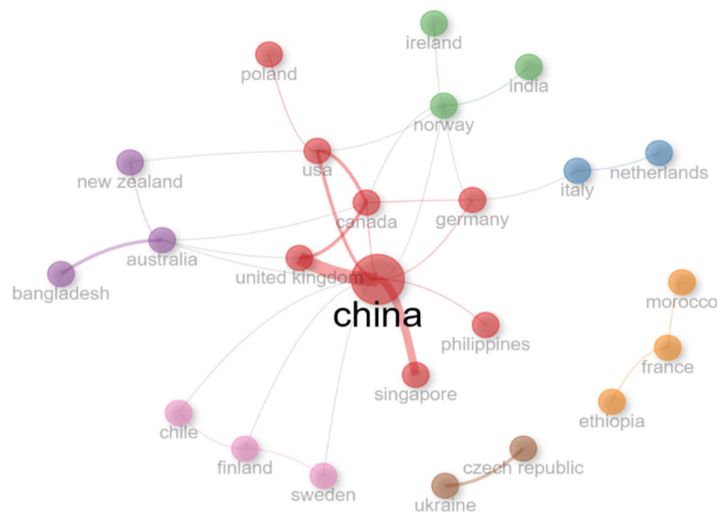 ireland
poland
india
norway
usa
netherlands
italy
new zealand
canada
germany
australia
united kingdom
bangladesh
morocco
china
philippines
france
singapore
ethiopia
chile
finland
czech republic
sweden
ukraine